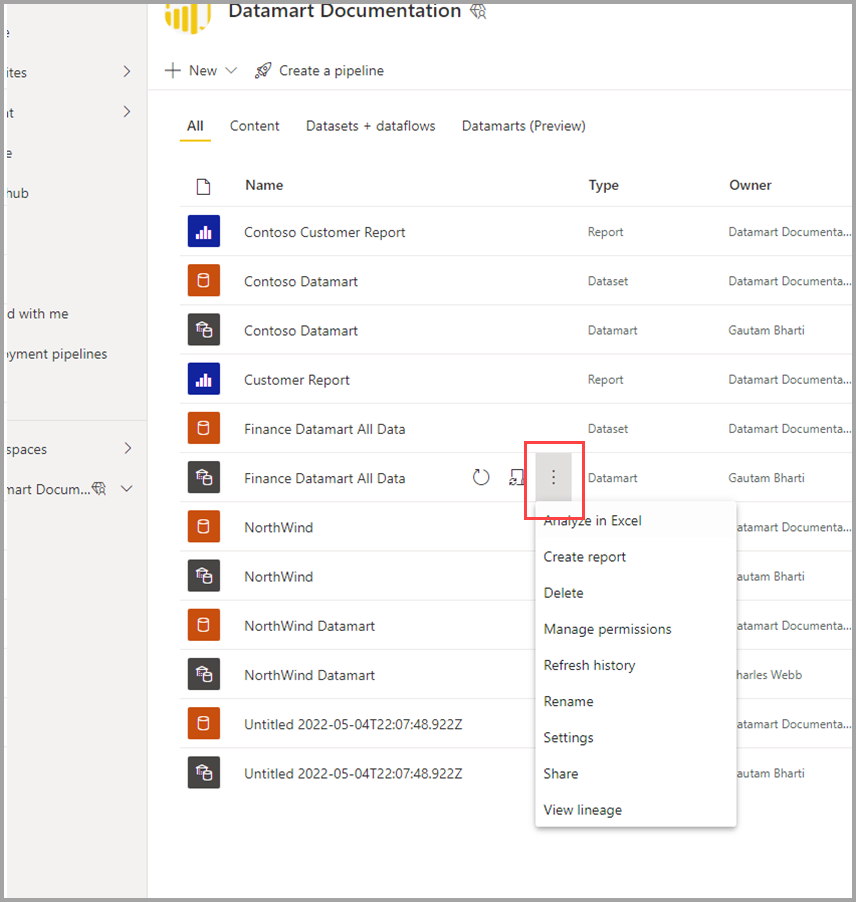 Datamart Documentation
New
Create a pipeline
All Content Datasets + dataflows Datamarts (Preview)
Name Type Owner
Contoso Customer Report Report Datamart Documenta...
Contoso Datamart Dataset Datamart Documenta...
Contoso Datamart Datamart Gautam Bharti
Customer Report Report Datamart Documenta...
Finance Datamart All Data Dataset Datamart Documenta...
Finance Datamart All Data Datamart Gautam Bharti
NorthWind atamart Documenta...
NorthWind autam Bharti
NorthWind Datamart atamart Documenta...
NorthWind Datamart harles Webb
Untitled 2022-05-04T22:07:48.922Z atamart Documenta...
Untitled 2022-05-04T22:07:48.922Z autam Bharti
Analyze in Excel
Create report
Delete
Manage permissions
Refresh history
Rename
Settings
Share
View lineage
e
ites
t
e
hub
d with me
yment pipelines
spaces
mart Docum...